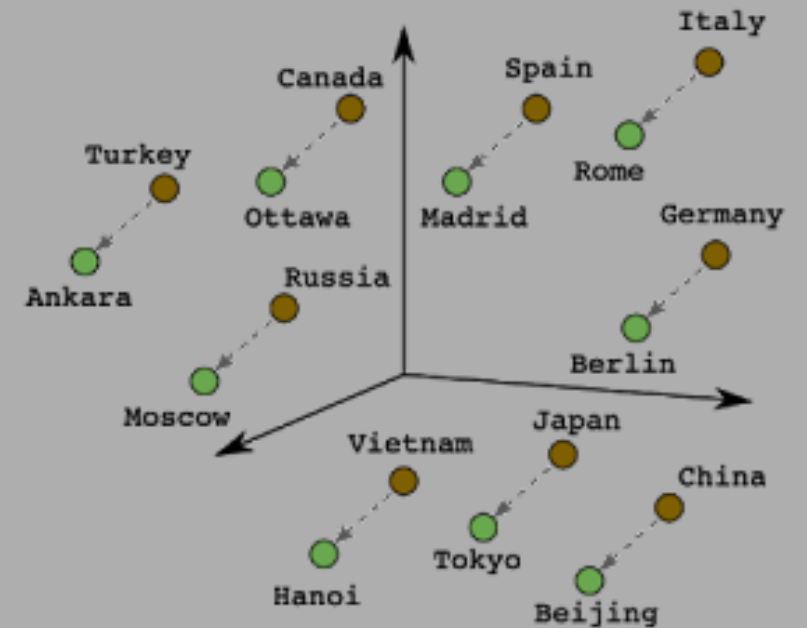 Italy
Spain
Canada
Turkey
Rome
Ottawa
Madrid
Germany
Russia
Ankara
Berlin
Moscow
Japan
Vietnam
China
Tokyo
Hanoi
Beijing